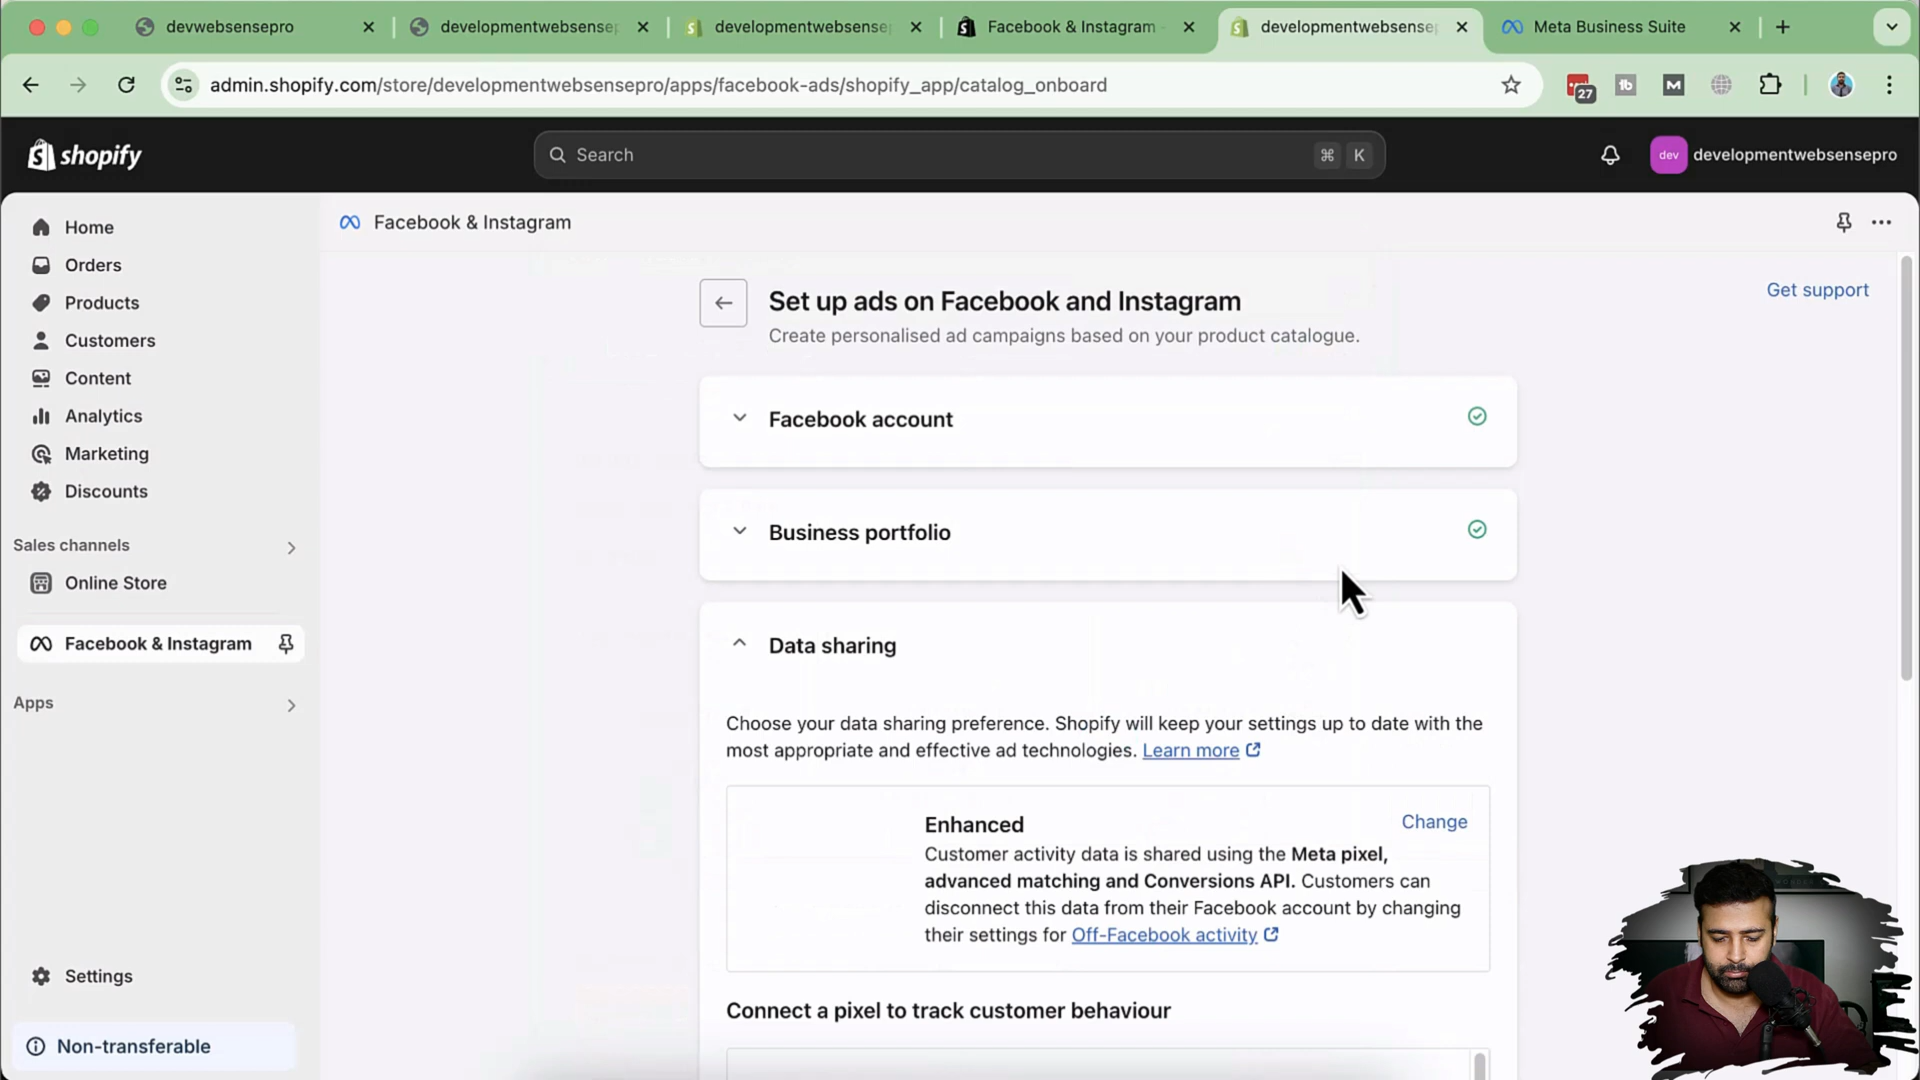 devwebsensepro
developmentwebsense
developmentwebsense
Facebook & Instagram
developmentwebsense
Meta Business Suite
admin.shopify.com/store/developmentwebsensepro/apps/facebook-ads/shopify_app/catalog_onboard
27
shopify
Search
⌘ K
dev
developmentwebsensepro
Home
Orders
Products
Customers
Content
Analytics
Marketing
Discounts
Sales channels
Online Store
Facebook & Instagram
Apps
Settings
Non-transferable
Facebook & Instagram
Get support
Set up ads on Facebook and Instagram
Create personalised ad campaigns based on your product catalogue.
Facebook account
Business portfolio
Data sharing
Choose your data sharing preference. Shopify will keep your settings up to date with the
most appropriate and effective ad technologies. Learn more
Enhanced
Change
Customer activity data is shared using the Meta pixel,
advanced matching and Conversions API. Customers can
disconnect this data from their Facebook account by changing
their settings for Off-Facebook activity
Connect a pixel to track customer behaviour